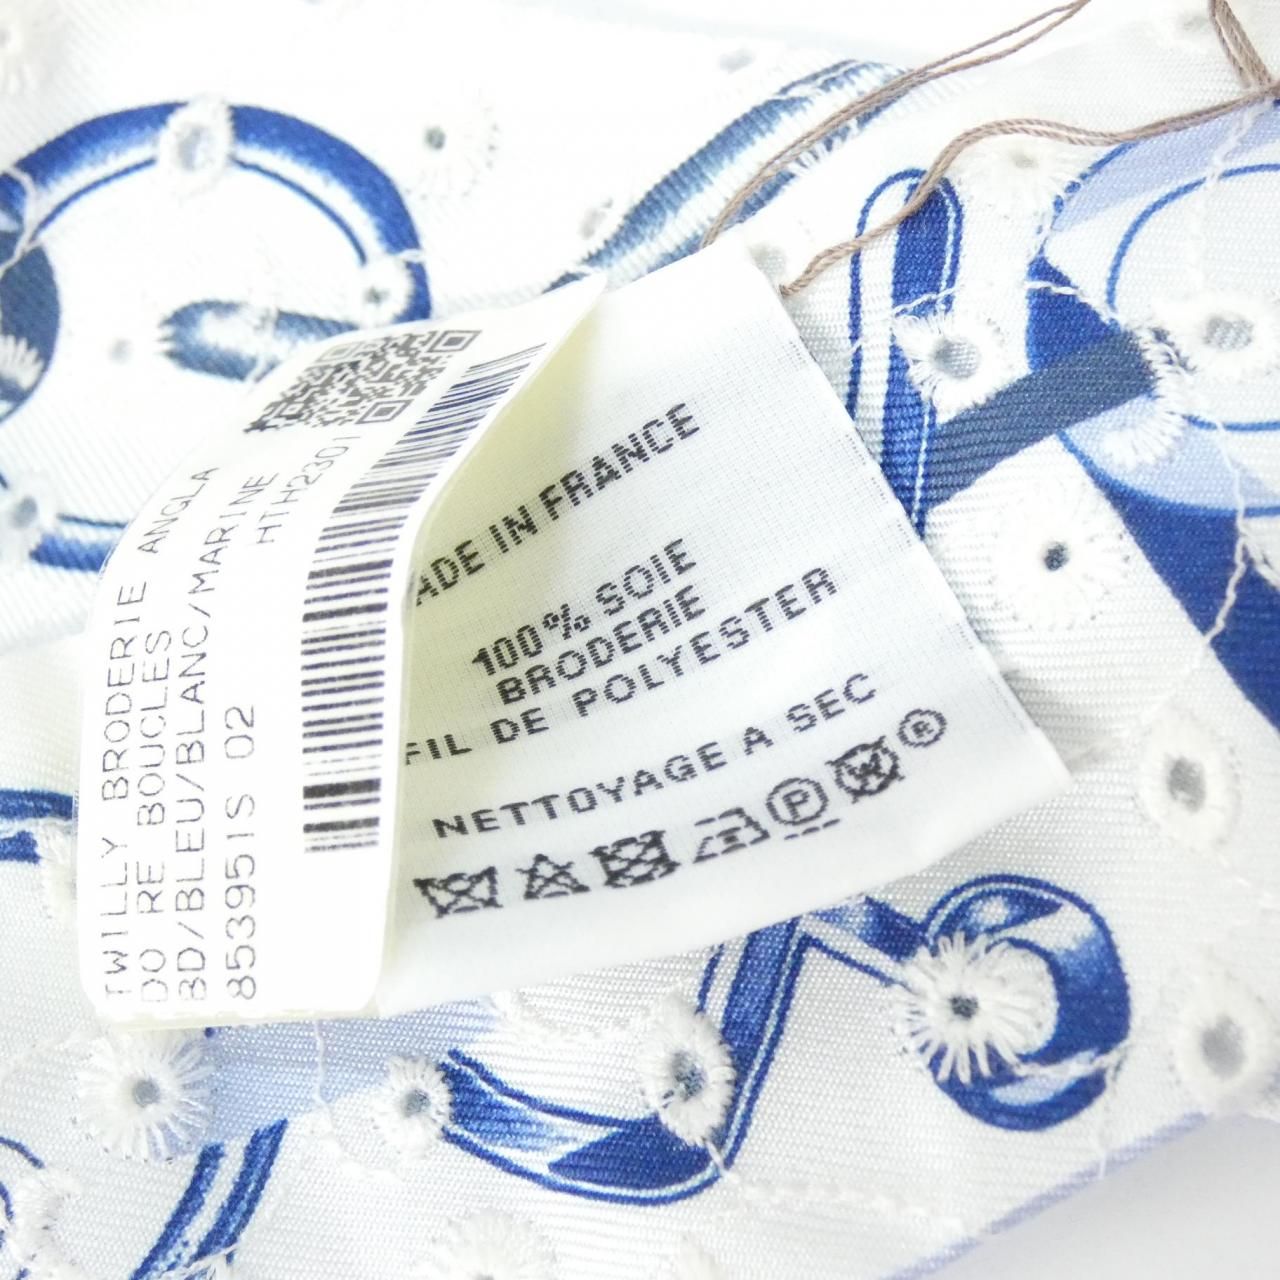 TWILLY BRODERIE ANGLA
DO RE BOUCLES
BD/BLEU/BLANC/MARINE
853951S 02 HTH2301
ADE IN FRANCE
100% SOIE
BRODERIE
FIL DE POLYESTER
NETTOYAGE A SEC
P W R